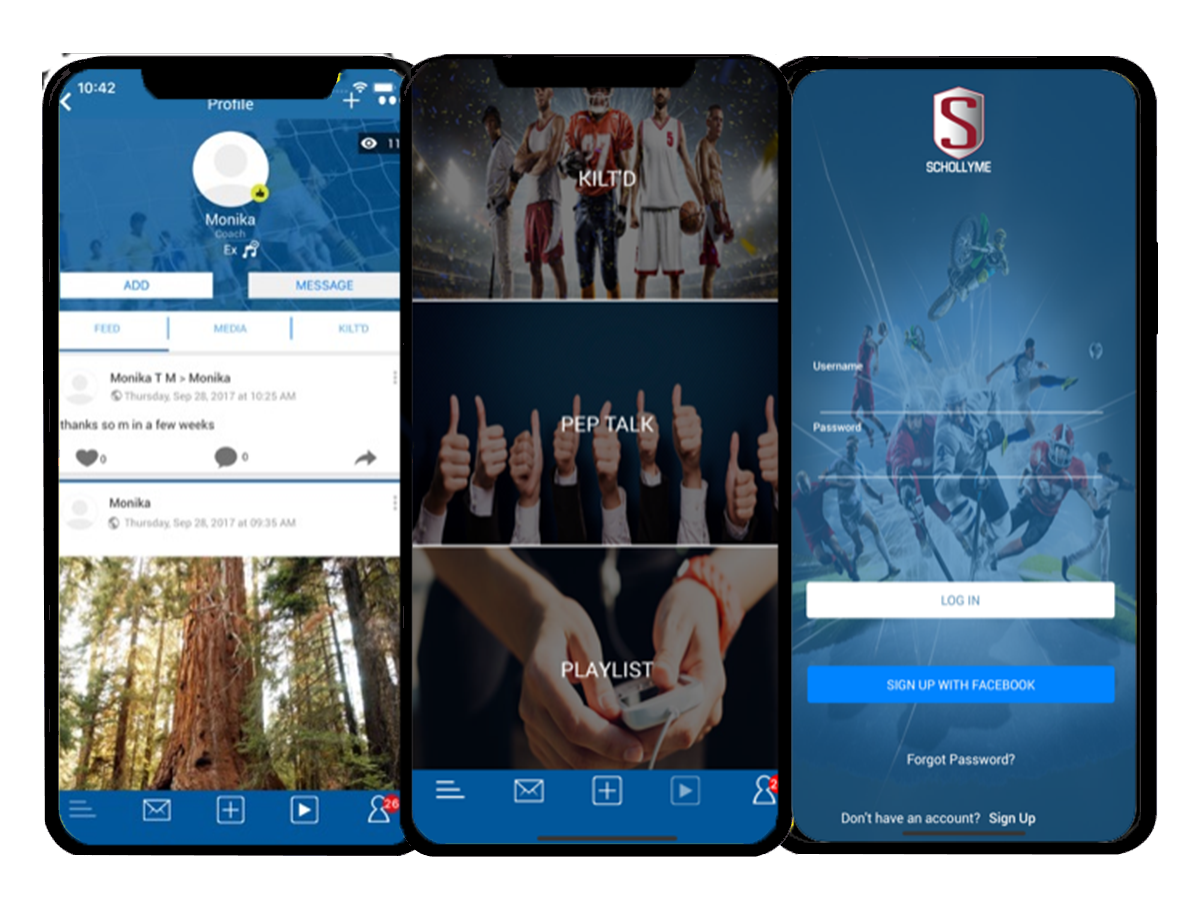 10:42
Profile
11
Monika
Coach
Ex
ADD
MESSAGE
FEED
MEDIA
KILT'D
Monika T M > Monika
Thursday, Sep 28, 2017 at 10:25 AM
thanks so m in a few weeks
0
0
Monika
Thursday, Sep 28, 2017 at 09:35 AM
26
KILT'D
5
PEP TALK
PLAYLIST
2
S
SCHOLLYME
Username
Password
LOG IN
SIGN UP WITH FACEBOOK
Forgot Password?
Don't have an account? Sign Up